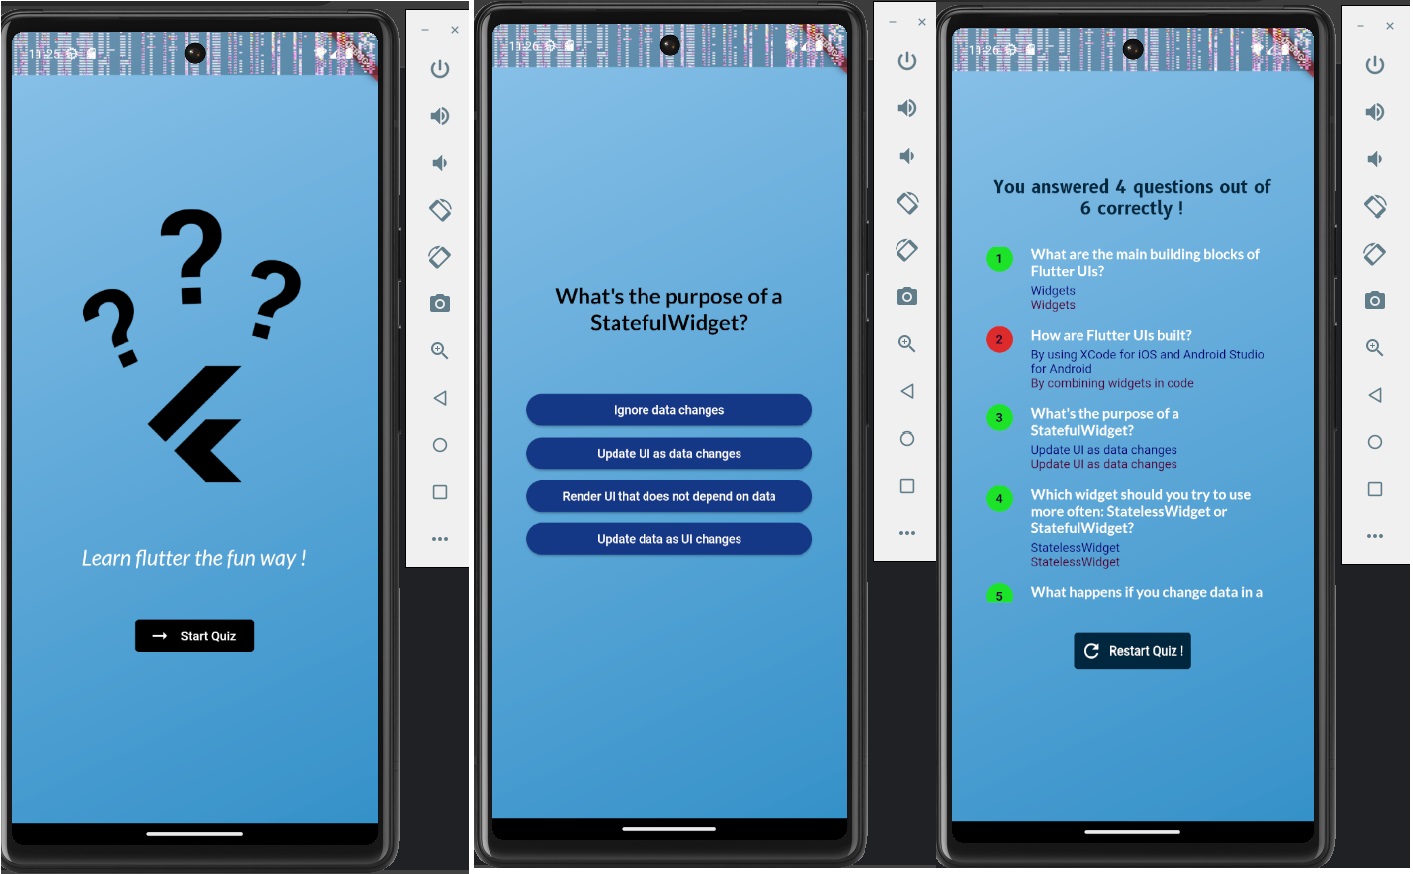 11:25
?
?
?
Learn flutter the fun way !
Start Quiz
11:26
What's the purpose of a
StatefulWidget?
Ignore data changes
Update UI as data changes
Render UI that does not depend on data
Update data as UI changes
11:26
You answered 4 questions out of
6 correctly !
1
What are the main building blocks of
Flutter UIs?
Widgets
Widgets
2
How are Flutter UIs built?
By using XCode for iOS and Android Studio
for Android
By combining widgets in code
3
What's the purpose of a
StatefulWidget?
Update UI as data changes
Update UI as data changes
4
Which widget should you try to use
more often: StatelessWidget or
StatefulWidget?
StatelessWidget
StatelessWidget
5
What happens if you change data in a
Restart Quiz !